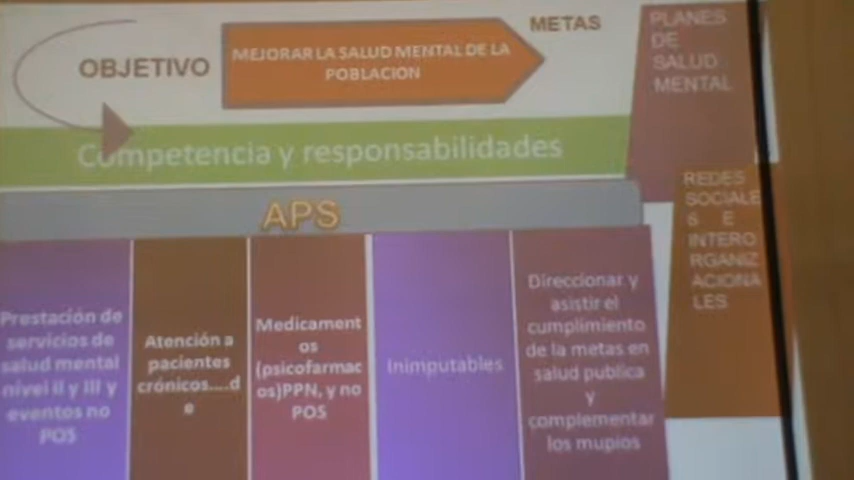 METAS
OBJETIVO
MEJORAR LA SALUD MENTAL DE LA
POBLACION
PLANES
DE
SALUD
MENTAL
Competencia y responsabilidades
APS
REDES
SOCIALE
S E
INTERO
RGANIZ
ACIONA
LES
Prestación de
servicios de
salud mental
nivel II y III y
eventos no
POS
Atención a
pacientes
crónicos....d
e
Medicament
os
(psicofarmac
os)PPN, y no
POS
Inimputables
Direccionar y
asistir el
cumplimiento
de la metas en
salud publica
y
complementar
los mupios